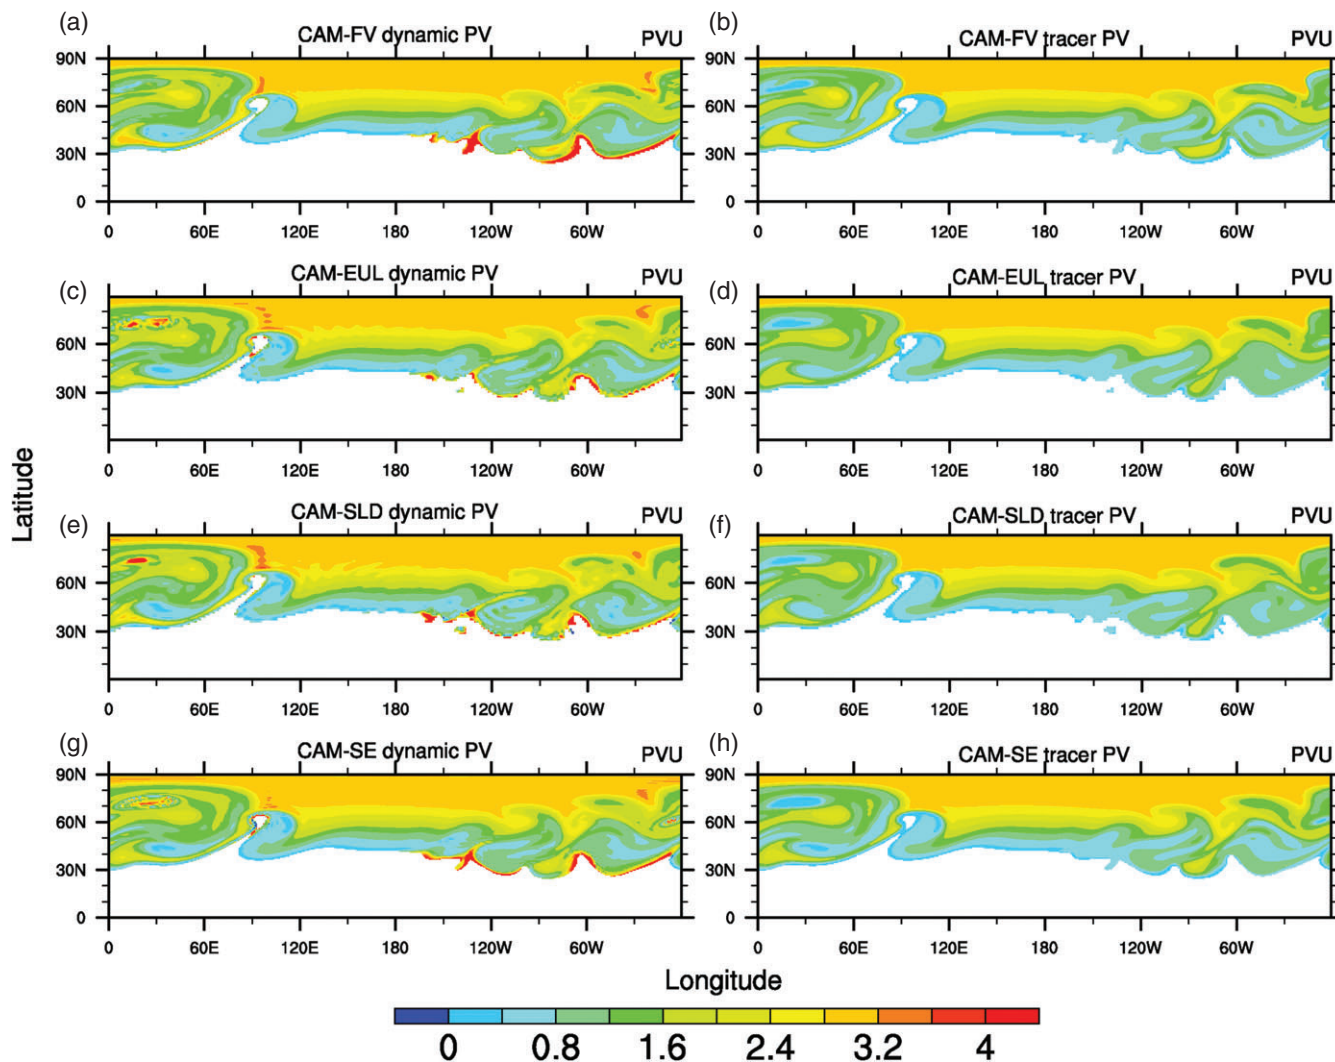 (a) CAM-FV dynamic PV PVU
(b) CAM-FV tracer PV PVU
90N
60N
30N
0
0 60E 120E 180 120W 60W
0 60E 120E 180 120W 60W
(c) CAM-EUL dynamic PV PVU
(d) CAM-EUL tracer PV PVU
60N
30N
60N
30N
0 60E 120E 180 120W 60W
0 60E 120E 180 120W 60W
Latitude
(e) CAM-SLD dynamic PV PVU
(f) CAM-SLD tracer PV PVU
60N
30N
60N
30N
0 60E 120E 180 120W 60W
0 60E 120E 180 120W 60W
(g) CAM-SE dynamic PV PVU
(h) CAM-SE tracer PV PVU
90N
60N
30N
0
90N
60N
30N
0
0 60E 120E 180 120W 60W
0 60E 120E 180 120W 60W
Longitude
0 0.8 1.6 2.4 3.2 4